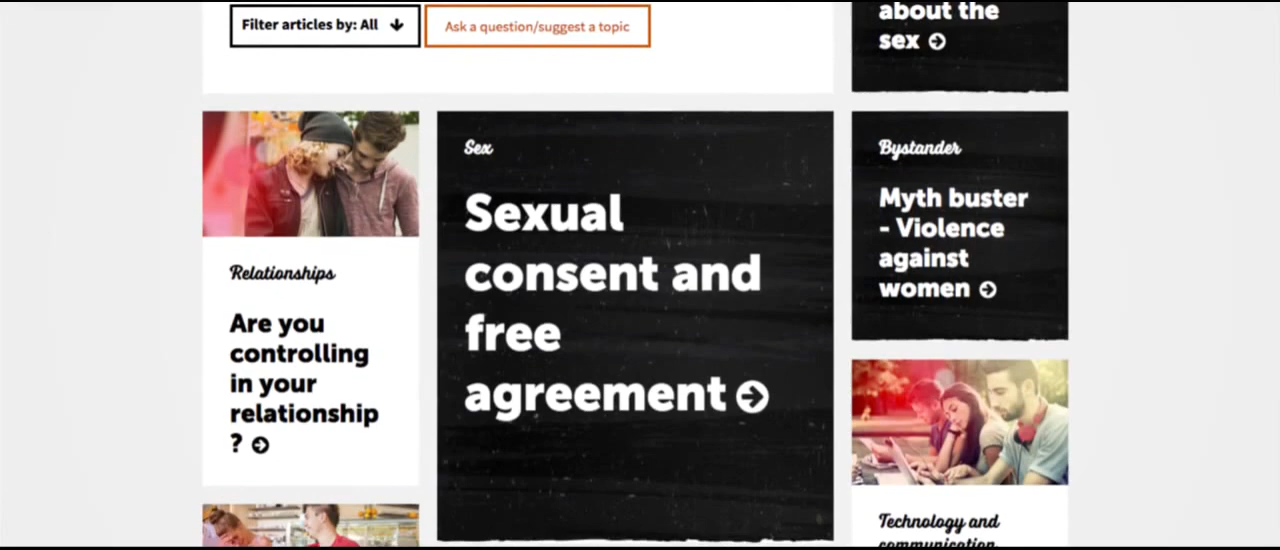 Filter articles by: All
Ask a question/suggest a topic
about the
sex
Relationships
Are you
controlling
in your
relationship
?
Sex
Sexual
consent and
free
agreement
Bystander
Myth buster
- Violence
against
women
Technology and
communication